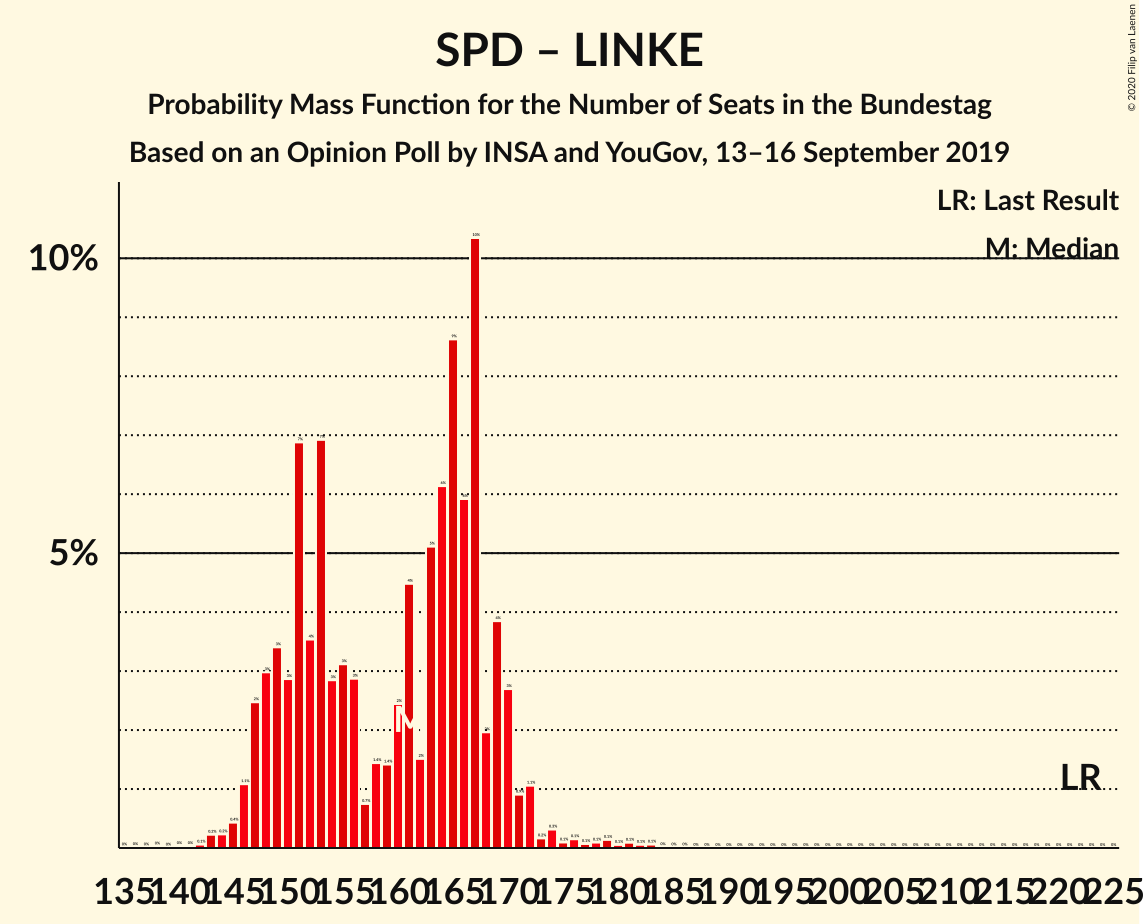 SPD – LINKE
Probability Mass Function for the Number of Seats in the Bundestag
Based on an Opinion Poll by INSA and YouGov, 13–16 September 2019
© 2020 Filip van Laenen
LR: Last Result
M: Median
10%
5%
M
LR
135 140 145 150 155 160 165 170 175 180 185 190 195 200 205 210 215 220 225